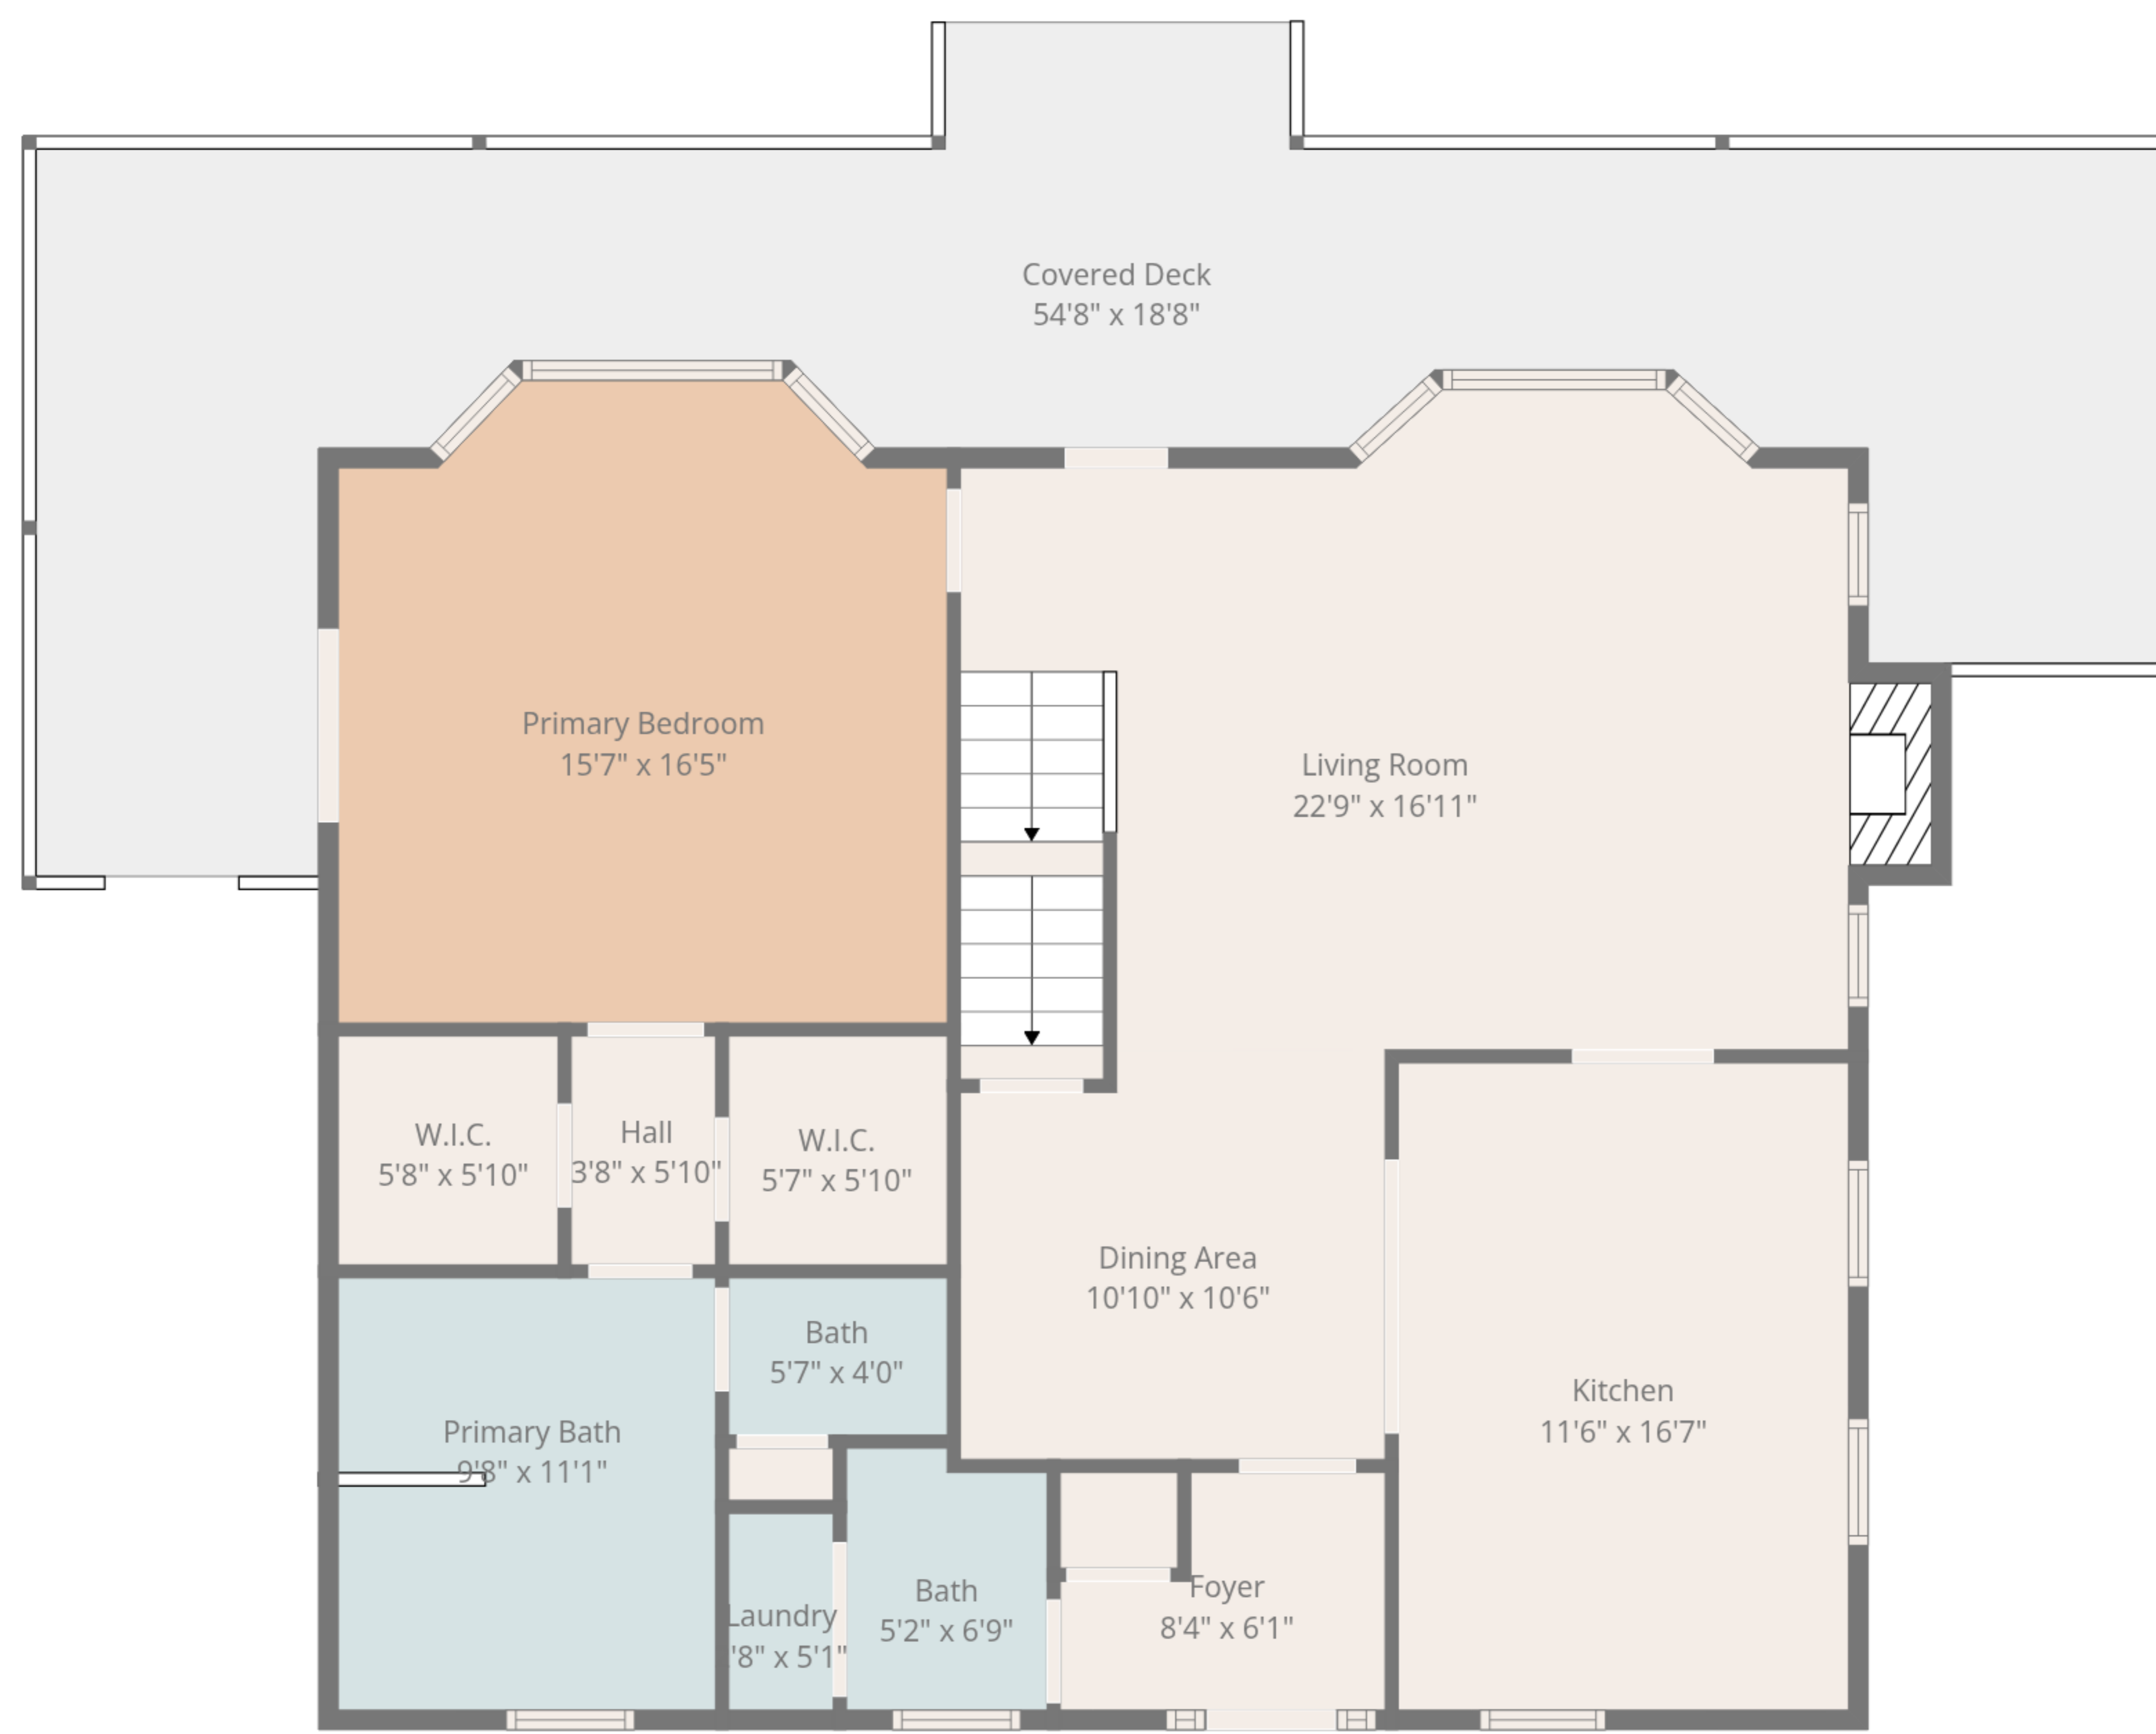 Covered Deck
54'8" x 18'8"
Primary Bedroom
15'7" x 16'5"
Living Room
22'9" x 16'11"
W.I.C.
5'8" x 5'10"
Hall
3'8" x 5'10"
W.I.C.
5'7" x 5'10"
Dining Area
10'10" x 10'6"
Bath
5'7" x 4'0"
Kitchen
11'6" x 16'7"
Primary Bath
9'8" x 11'1"
Laundry
'8" x 5'1"
Bath
5'2" x 6'9"
Foyer
8'4" x 6'1"